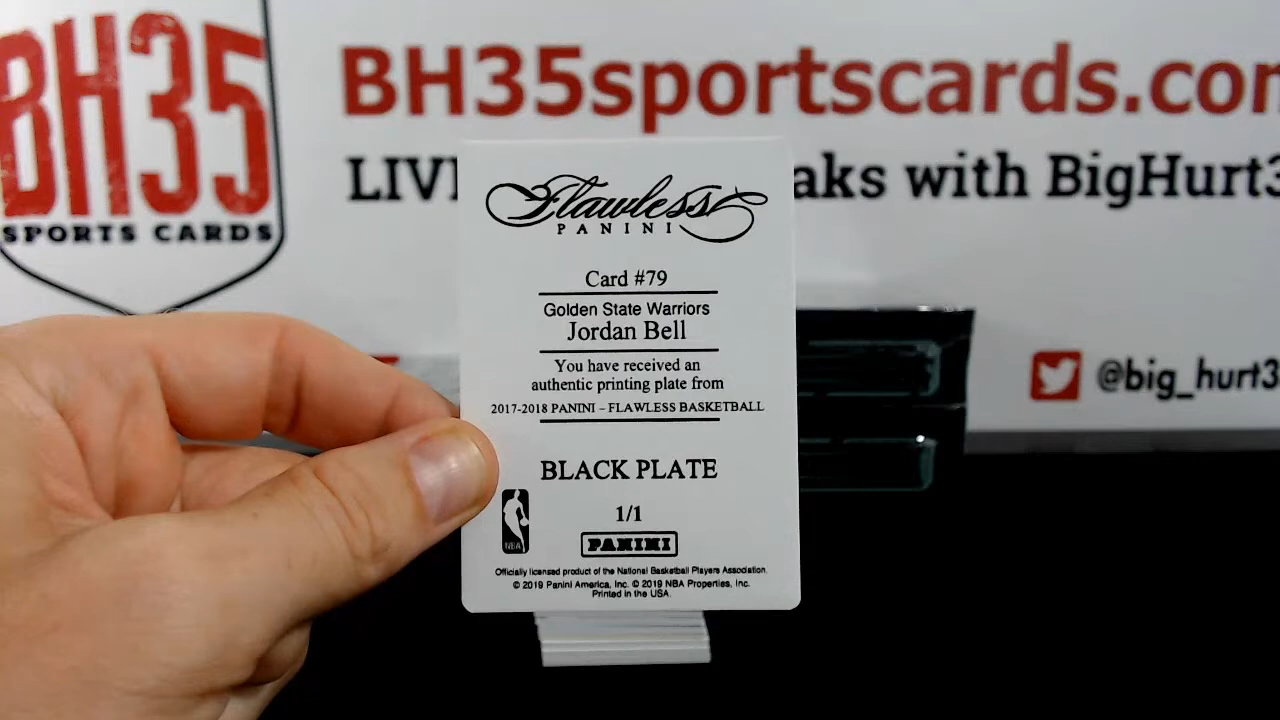 BH35
SPORTS CARDS
BH35sportscards.com
LIVE aks with BigHurt3
@big_hurt3
Flawless
PANINI
Card #79
Golden State Warriors
Jordan Bell
You have received an
authentic printing plate from
2017-2018 PANINI – FLAWLESS BASKETBALL
BLACK PLATE
1/1
NBA
PANINI
Officially licensed product of the National Basketball Players Association.
© 2019 Panini America, Inc. © 2019 NBA Properties, Inc.
Printed in the USA.